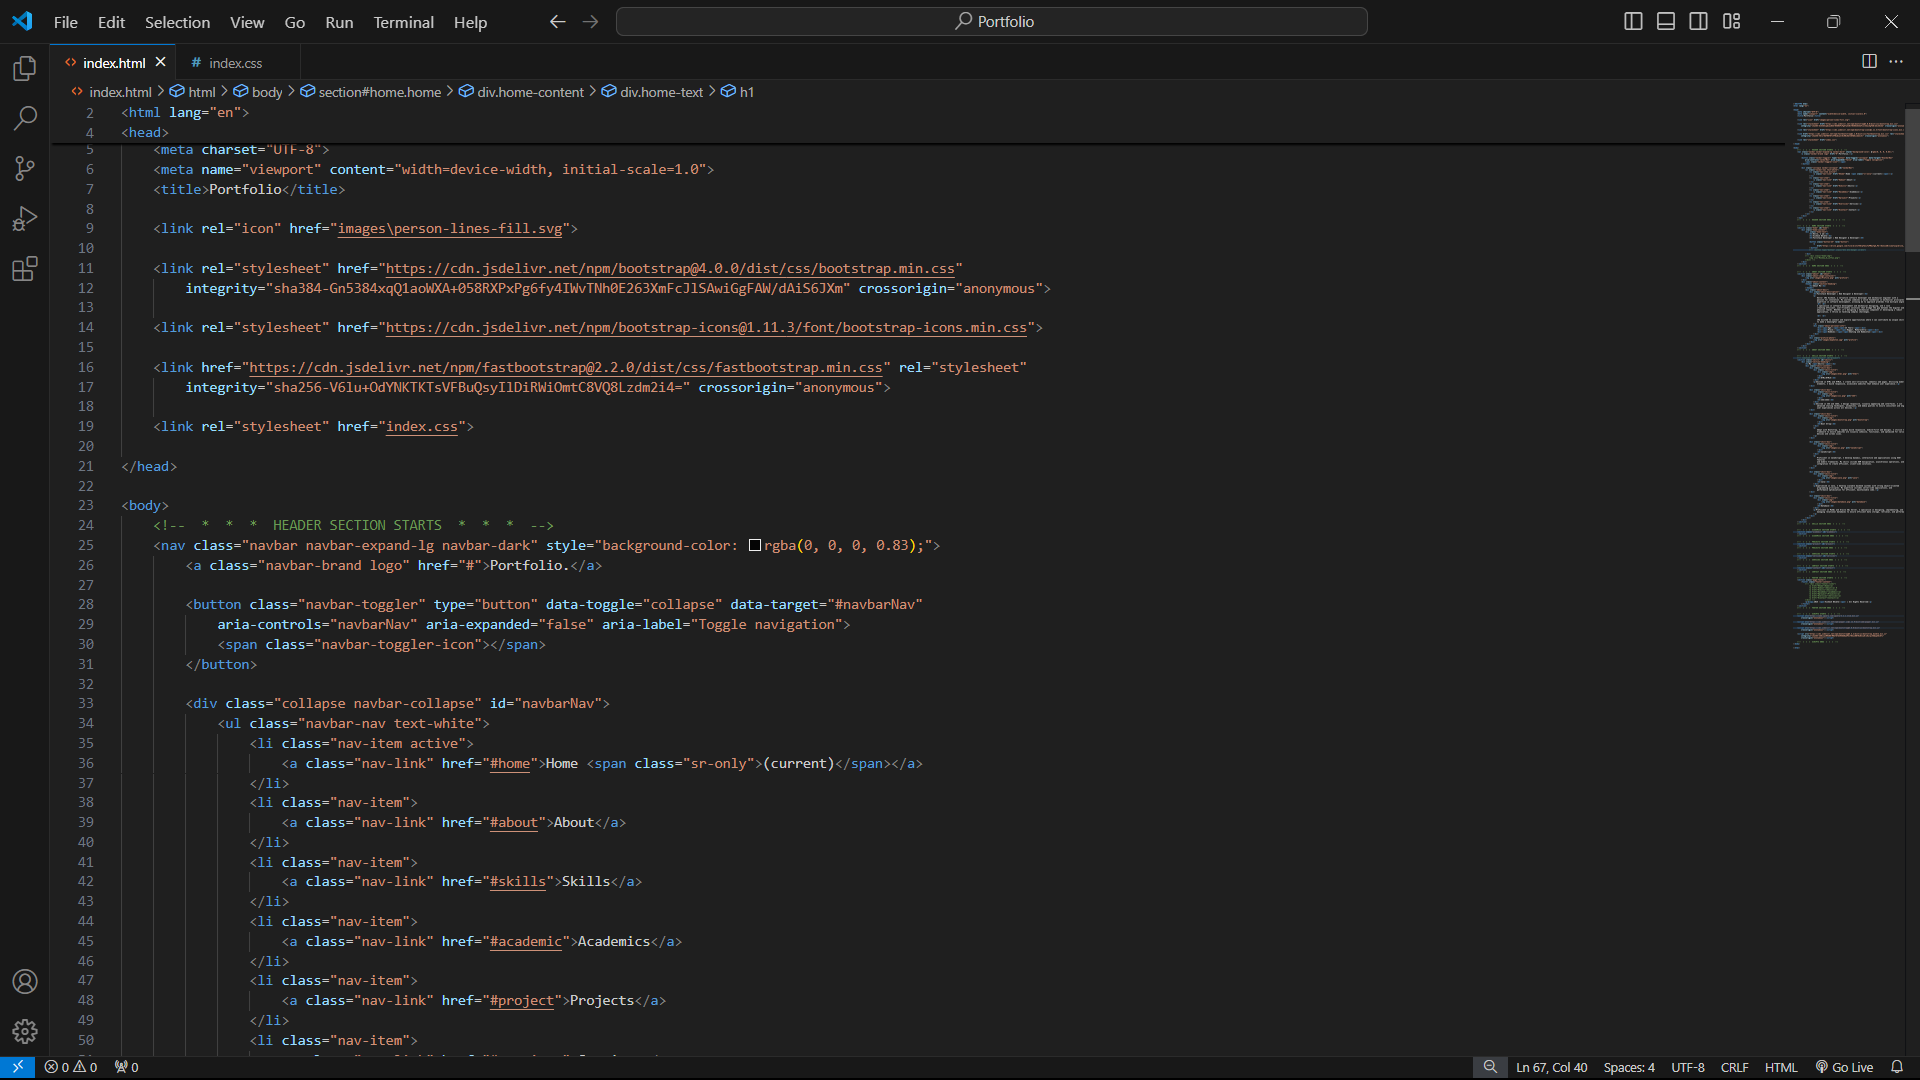 File Edit Selection View Go Run Terminal Help Portfolio
index.html index.css
index.html > html > body > section#home.home > div.home-content > div.home-text > h1
2 <html lang="en">
4 <head>
5 <meta charset="UTF-8">
6 <meta name="viewport" content="width=device-width, initial-scale=1.0">
7 <title>Portfolio</title>
8
9 <link rel="icon" href="images\person-lines-fill.svg">
10
11 <link rel="stylesheet" href="https://cdn.jsdelivr.net/npm/bootstrap@4.0.0/dist/css/bootstrap.min.css"
12 integrity="sha384-Gn5384xqQ1aoWXA+058RXPxPg6fy4IWvTNh0E263XmFcJlSAwiGgFAW/dAiS6JXm" crossorigin="anonymous">
13
14 <link rel="stylesheet" href="https://cdn.jsdelivr.net/npm/bootstrap-icons@1.11.3/font/bootstrap-icons.min.css">
15
16 <link href="https://cdn.jsdelivr.net/npm/fastbootstrap@2.2.0/dist/css/fastbootstrap.min.css" rel="stylesheet"
17 integrity="sha256-V6lu+OdYNKTKTsVFBuQsyIlDiRWiOmtC8VQ8Lzdm2i4=" crossorigin="anonymous">
18
19 <link rel="stylesheet" href="index.css">
20
21 </head>
22
23 <body>
24 <!-- * * * HEADER SECTION STARTS * * * -->
25 <nav class="navbar navbar-expand-lg navbar-dark" style="background-color: rgba(0, 0, 0, 0.83);">
26 <a class="navbar-brand logo" href="#">Portfolio.</a>
27
28 <button class="navbar-toggler" type="button" data-toggle="collapse" data-target="#navbarNav"
29 aria-controls="navbarNav" aria-expanded="false" aria-label="Toggle navigation">
30 <span class="navbar-toggler-icon"></span>
31 </button>
32
33 <div class="collapse navbar-collapse" id="navbarNav">
34 <ul class="navbar-nav text-white">
35 <li class="nav-item active">
36 <a class="nav-link" href="#home">Home <span class="sr-only">(current)</span></a>
37 </li>
38 <li class="nav-item">
39 <a class="nav-link" href="#about">About</a>
40 </li>
41 <li class="nav-item">
42 <a class="nav-link" href="#skills">Skills</a>
43 </li>
44 <li class="nav-item">
45 <a class="nav-link" href="#academic">Academics</a>
46 </li>
47 <li class="nav-item">
48 <a class="nav-link" href="#project">Projects</a>
49 </li>
50 <li class="nav-item">
0 0 0 Ln 67, Col 40 Spaces: 4 UTF-8 CRLF HTML Go Live